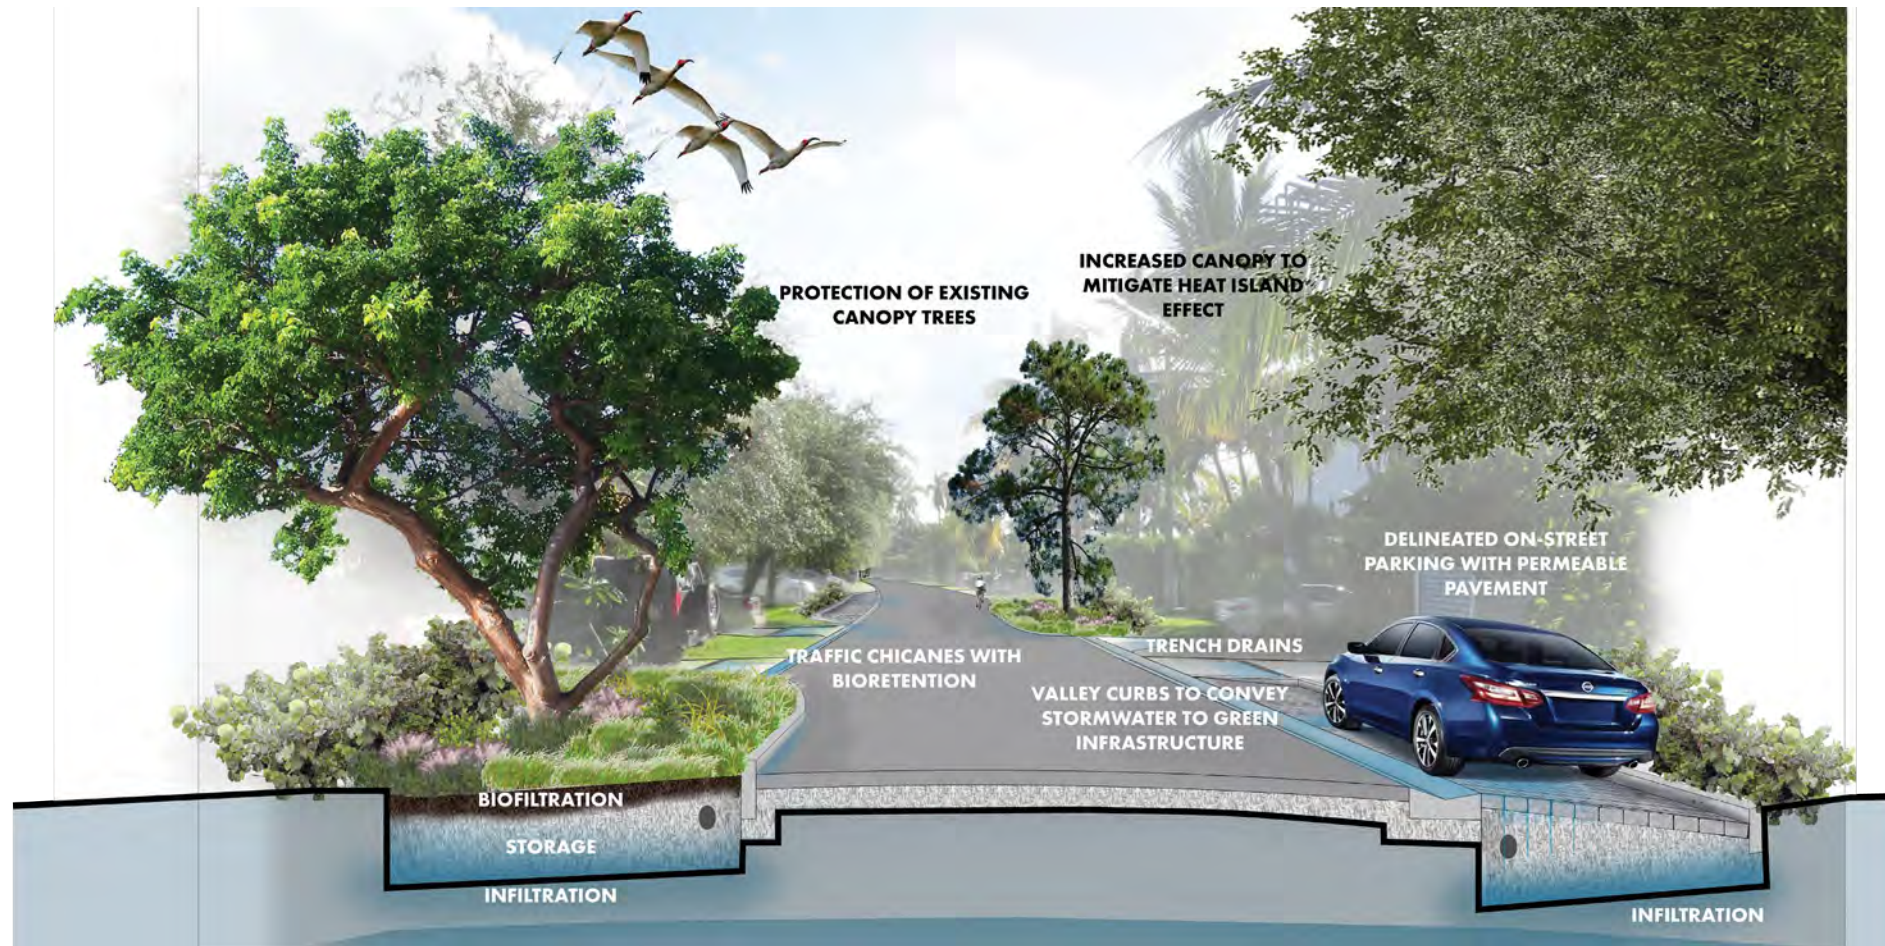 PROTECTION OF EXISTING
CANOPY TREES
INCREASED CANOPY TO
MITIGATE HEAT ISLAND
EFFECT
DELINEATED ON-STREET
PARKING WITH PERMEABLE
PAVEMENT
TRAFFIC CHICANES WITH
BIORETENTION
TRENCH DRAINS
VALLEY CURBS TO CONVEY
STORMWATER TO GREEN
INFRASTRUCTURE
BIOFILTRATION
STORAGE
INFILTRATION
INFILTRATION